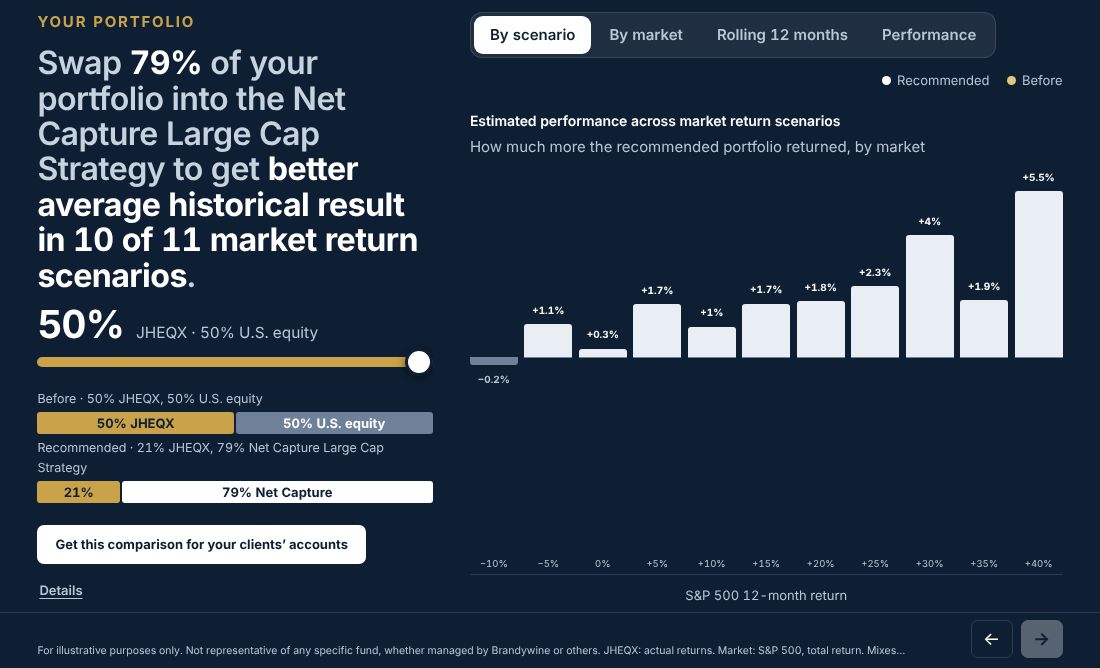 YOUR PORTFOLIO
Swap 79% of your
portfolio into the Net
Capture Large Cap
Strategy to get better
average historical result
in 10 of 11 market return
scenarios.
50% JHEQX · 50% U.S. equity
Before · 50% JHEQX, 50% U.S. equity
50% JHEQX 50% U.S. equity
Recommended · 21% JHEQX, 79% Net Capture Large Cap
Strategy
21% 79% Net Capture
Get this comparison for your clients’ accounts
Details
By scenario By market Rolling 12 months Performance
Recommended Before
Estimated performance across market return scenarios
How much more the recommended portfolio returned, by market
−0.2% +1.1% +0.3% +1.7% +1% +1.7% +1.8% +2.3% +4% +1.9% +5.5%
−10% −5% 0% +5% +10% +15% +20% +25% +30% +35% +40%
S&P 500 12-month return
For illustrative purposes only. Not representative of any specific fund, whether managed by Brandywine or others. JHEQX: actual returns. Market: S&P 500, total return. Mixes…